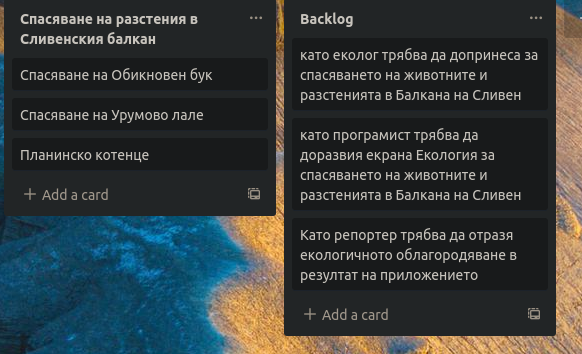 Спасяване на разстения в
Сливенския балкан
Спасяване на Обикновен бук
Спасяване на Урумово лале
Планинско котенце
Add a card
Backlog
като еколог трябва да допринеса за
спасяването на животните и
разстенията в Балкана на Сливен
като програмист трябва да
доразвия екрана Екология за
спасяването на животните и
разстенията в Балкана на Сливен
Като репортер трябва да отразя
екологичното облагородяване в
резултат на приложението
Add a card